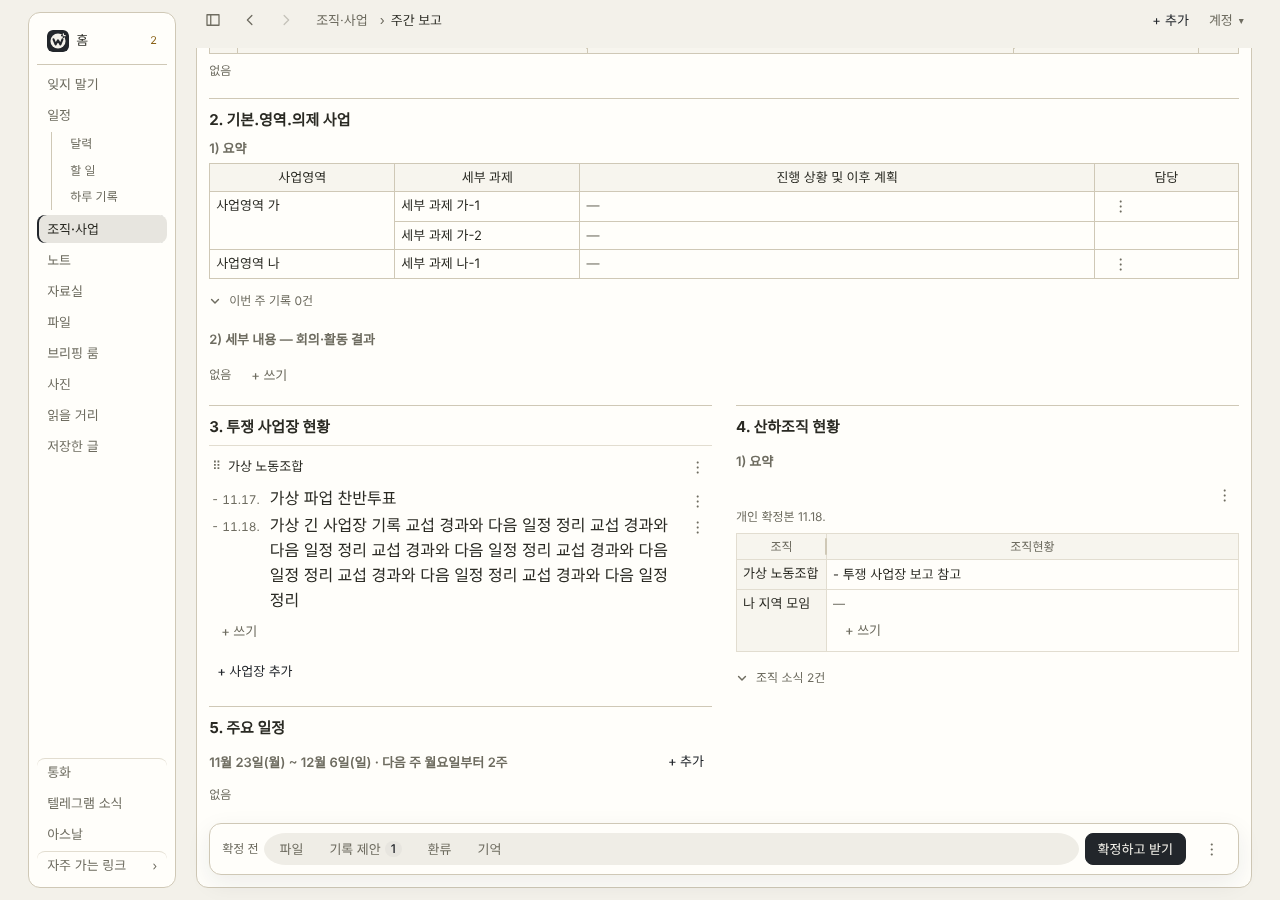 홈 2
잊지 말기
일정
달력
할 일
하루 기록
조직·사업
노트
자료실
파일
브리핑 룸
사진
읽을 거리
저장한 글
통화
텔레그램 소식
아스날
자주 가는 링크 ›
조직·사업 › 주간 보고
+ 추가 계정 ▾
없음
2. 기본.영역.의제 사업
1) 요약
사업영역 세부 과제 진행 상황 및 이후 계획 담당
사업영역 가 세부 과제 가-1 — ⋮
세부 과제 가-2 —
사업영역 나 세부 과제 나-1 — ⋮
이번 주 기록 0건
2) 세부 내용 — 회의·활동 결과
없음 + 쓰기
3. 투쟁 사업장 현황
⠿ 가상 노동조합 ⋮
- 11.17. 가상 파업 찬반투표 ⋮
- 11.18. 가상 긴 사업장 기록 교섭 경과와 다음 일정 정리 교섭 경과와 ⋮
다음 일정 정리 교섭 경과와 다음 일정 정리 교섭 경과와 다음
일정 정리 교섭 경과와 다음 일정 정리 교섭 경과와 다음 일정
정리
+ 쓰기
+ 사업장 추가
4. 산하조직 현황
1) 요약
⋮
개인 확정본 11.18.
조직 조직현황
가상 노동조합 - 투쟁 사업장 보고 참고
나 지역 모임 —
+ 쓰기
조직 소식 2건
5. 주요 일정
11월 23일(월) ~ 12월 6일(일) · 다음 주 월요일부터 2주 + 추가
없음
확정 전 파일 기록 제안 1 환류 기억 확정하고 받기 ⋮